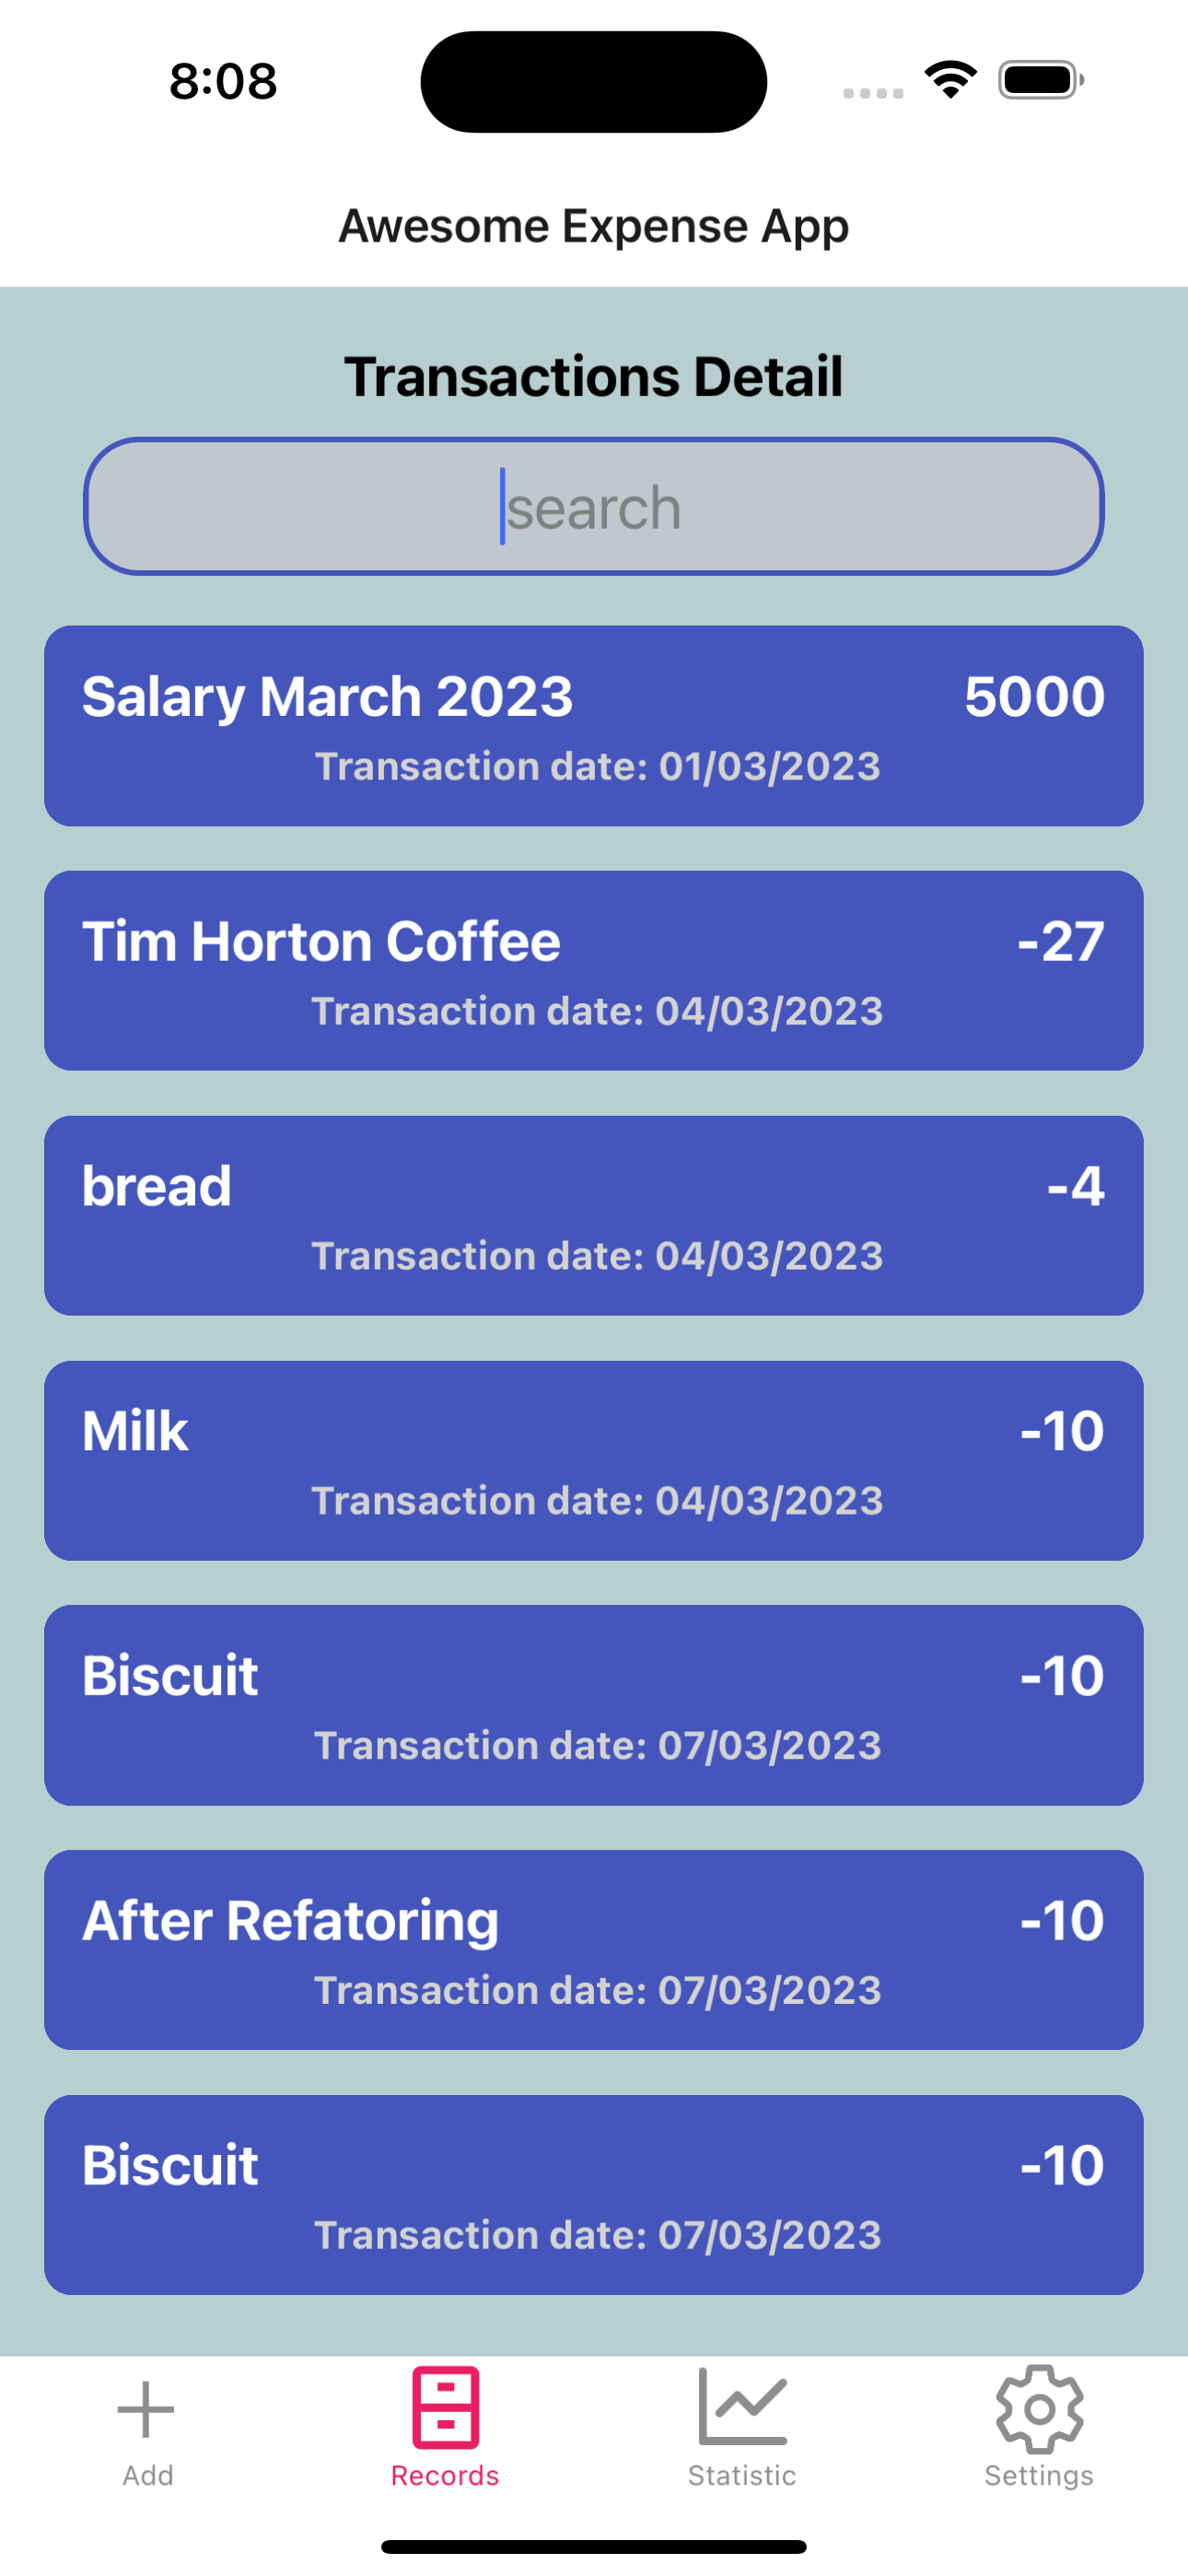 8:08
Awesome Expense App
Transactions Detail
search
Salary March 2023 5000
Transaction date: 01/03/2023
Tim Horton Coffee -27
Transaction date: 04/03/2023
bread -4
Transaction date: 04/03/2023
Milk -10
Transaction date: 04/03/2023
Biscuit -10
Transaction date: 07/03/2023
After Refatoring -10
Transaction date: 07/03/2023
Biscuit -10
Transaction date: 07/03/2023
Add Records Statistic Settings